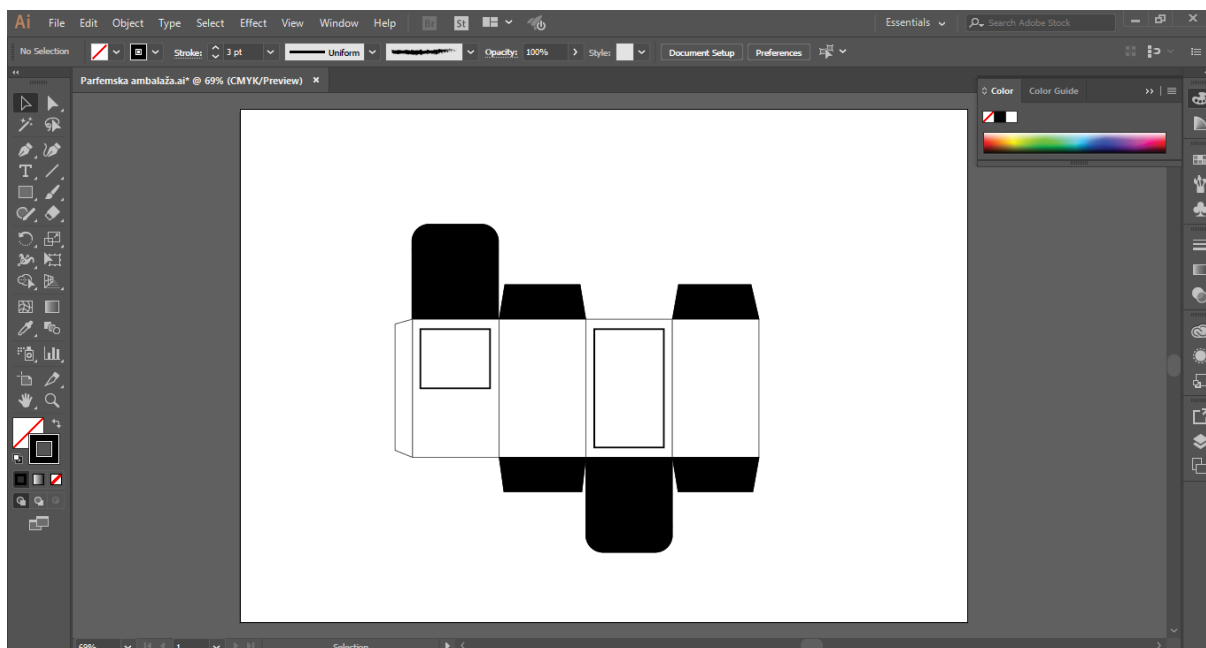 Ai File Edit Object Type Select Effect View Window Help Br St Essentials Search Adobe Stock
No Selection Stroke: 3 pt Uniform Opacity: 100% Style: Document Setup Preferences
Parfemska ambalaža.ai* @ 69% (CMYK/Preview) ×
Color Color Guide
69% 1 Selection